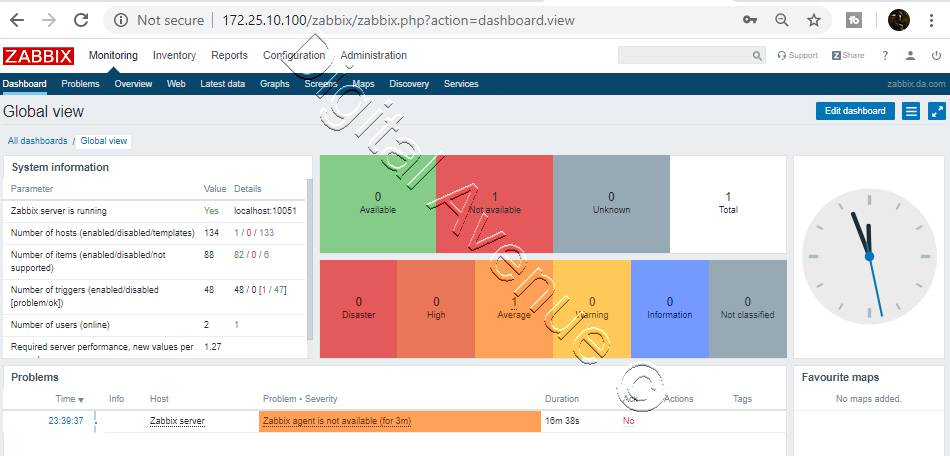 Not secure | 172.25.10.100/zabbix/zabbix.php?action=dashboard.view
ZABBIX Monitoring Inventory Reports Configuration Administration Support Share ?
Dashboard Problems Overview Web Latest data Graphs Screens Maps Discovery Services zabbix.da.com
Global view Edit dashboard
All dashboards / Global view
System information
Parameter Value Details
Zabbix server is running Yes localhost:10051
Number of hosts (enabled/disabled/templates) 134 1 / 0 / 133
Number of items (enabled/disabled/not supported) 88 82 / 0 / 6
Number of triggers (enabled/disabled [problem/ok]) 48 48 / 0 [1 / 47]
Number of users (online) 2 1
Required server performance, new values per 1.27
0 Available
1 Not available
0 Unknown
1 Total
0 Disaster
0 High
1 Average
0 Warning
0 Information
0 Not classified
Problems
Time Info Host Problem • Severity Duration Ack Actions Tags
23:39:37 Zabbix server Zabbix agent is not available (for 3m) 16m 38s No
Favourite maps
No maps added.
Digital Avenue ©